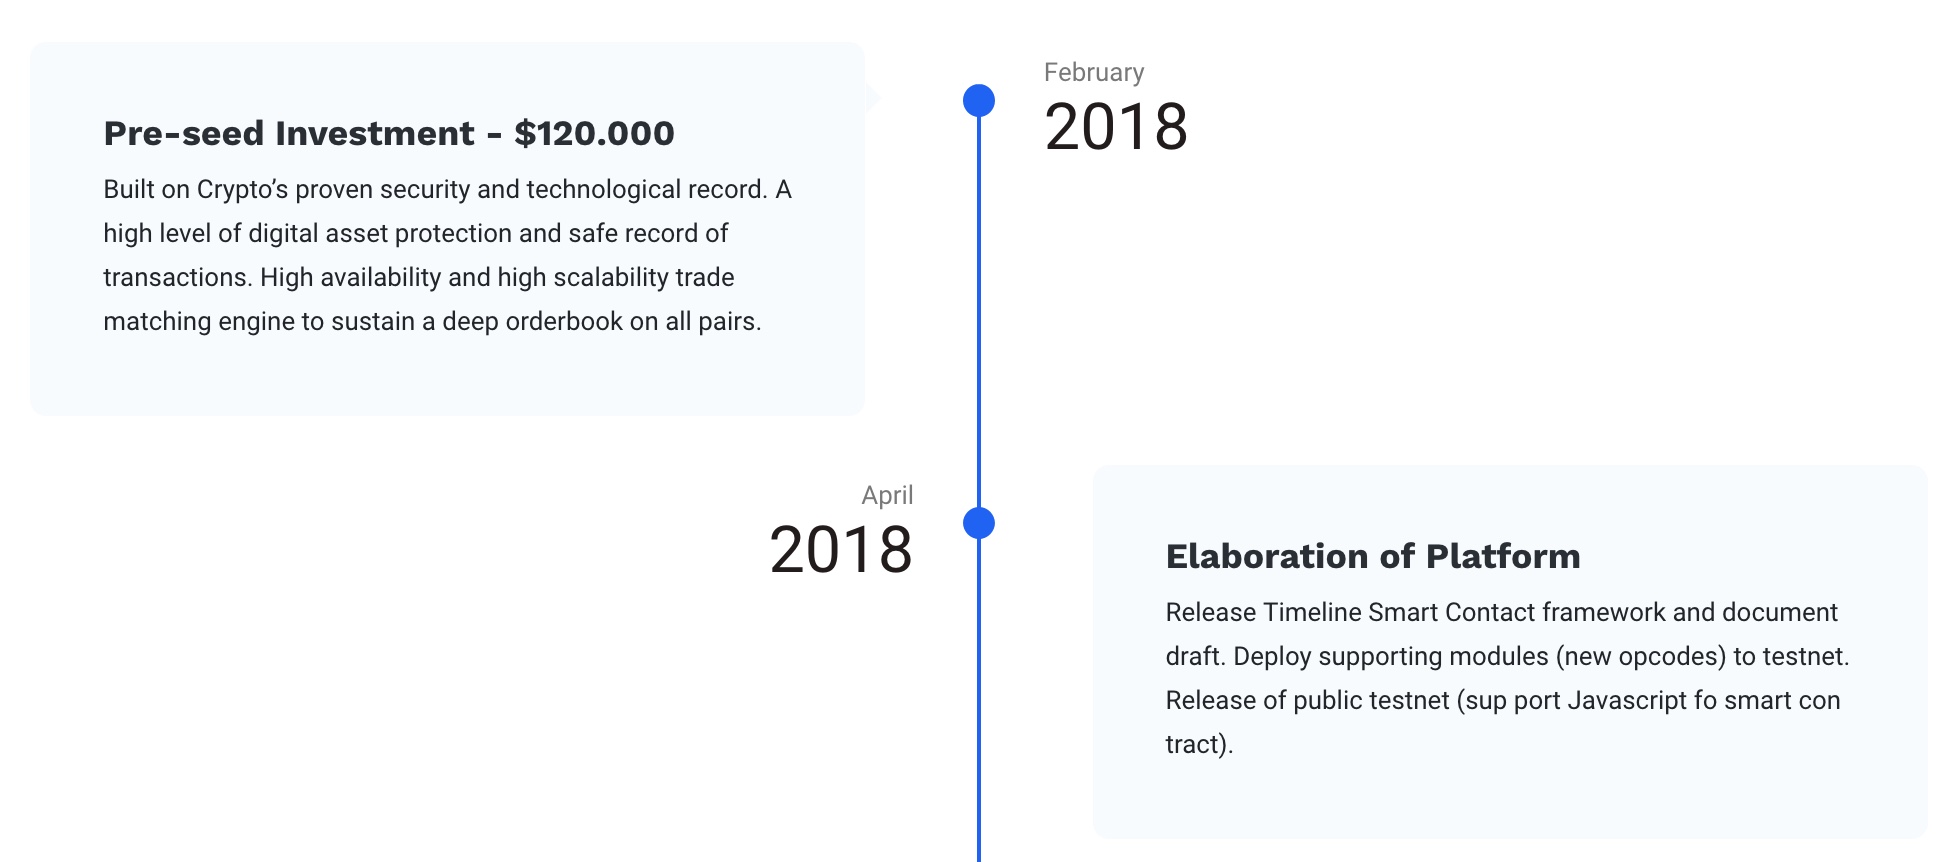 February
2018
Pre-seed Investment - $120.000
Built on Crypto’s proven security and technological record. A
high level of digital asset protection and safe record of
transactions. High availability and high scalability trade
matching engine to sustain a deep orderbook on all pairs.
April
2018
Elaboration of Platform
Release Timeline Smart Contact framework and document
draft. Deploy supporting modules (new opcodes) to testnet.
Release of public testnet (sup port Javascript fo smart con
tract).